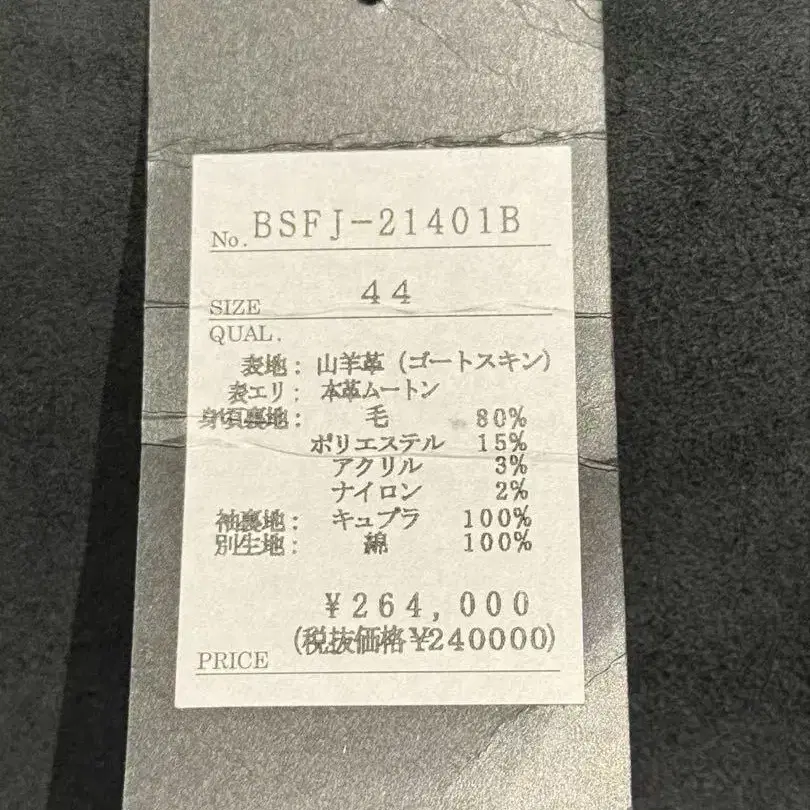 No. BSFJ-21401B
SIZE 44
QUAL.
表地: 山羊革(ゴートスキン)
表エリ: 本革ムートン
身頃裏地: 毛 80%
ポリエステル 15%
アクリル 3%
ナイロン 2%
袖裏地: キュプラ 100%
別生地: 綿 100%
¥264,000
(税抜価格¥240000)
PRICE